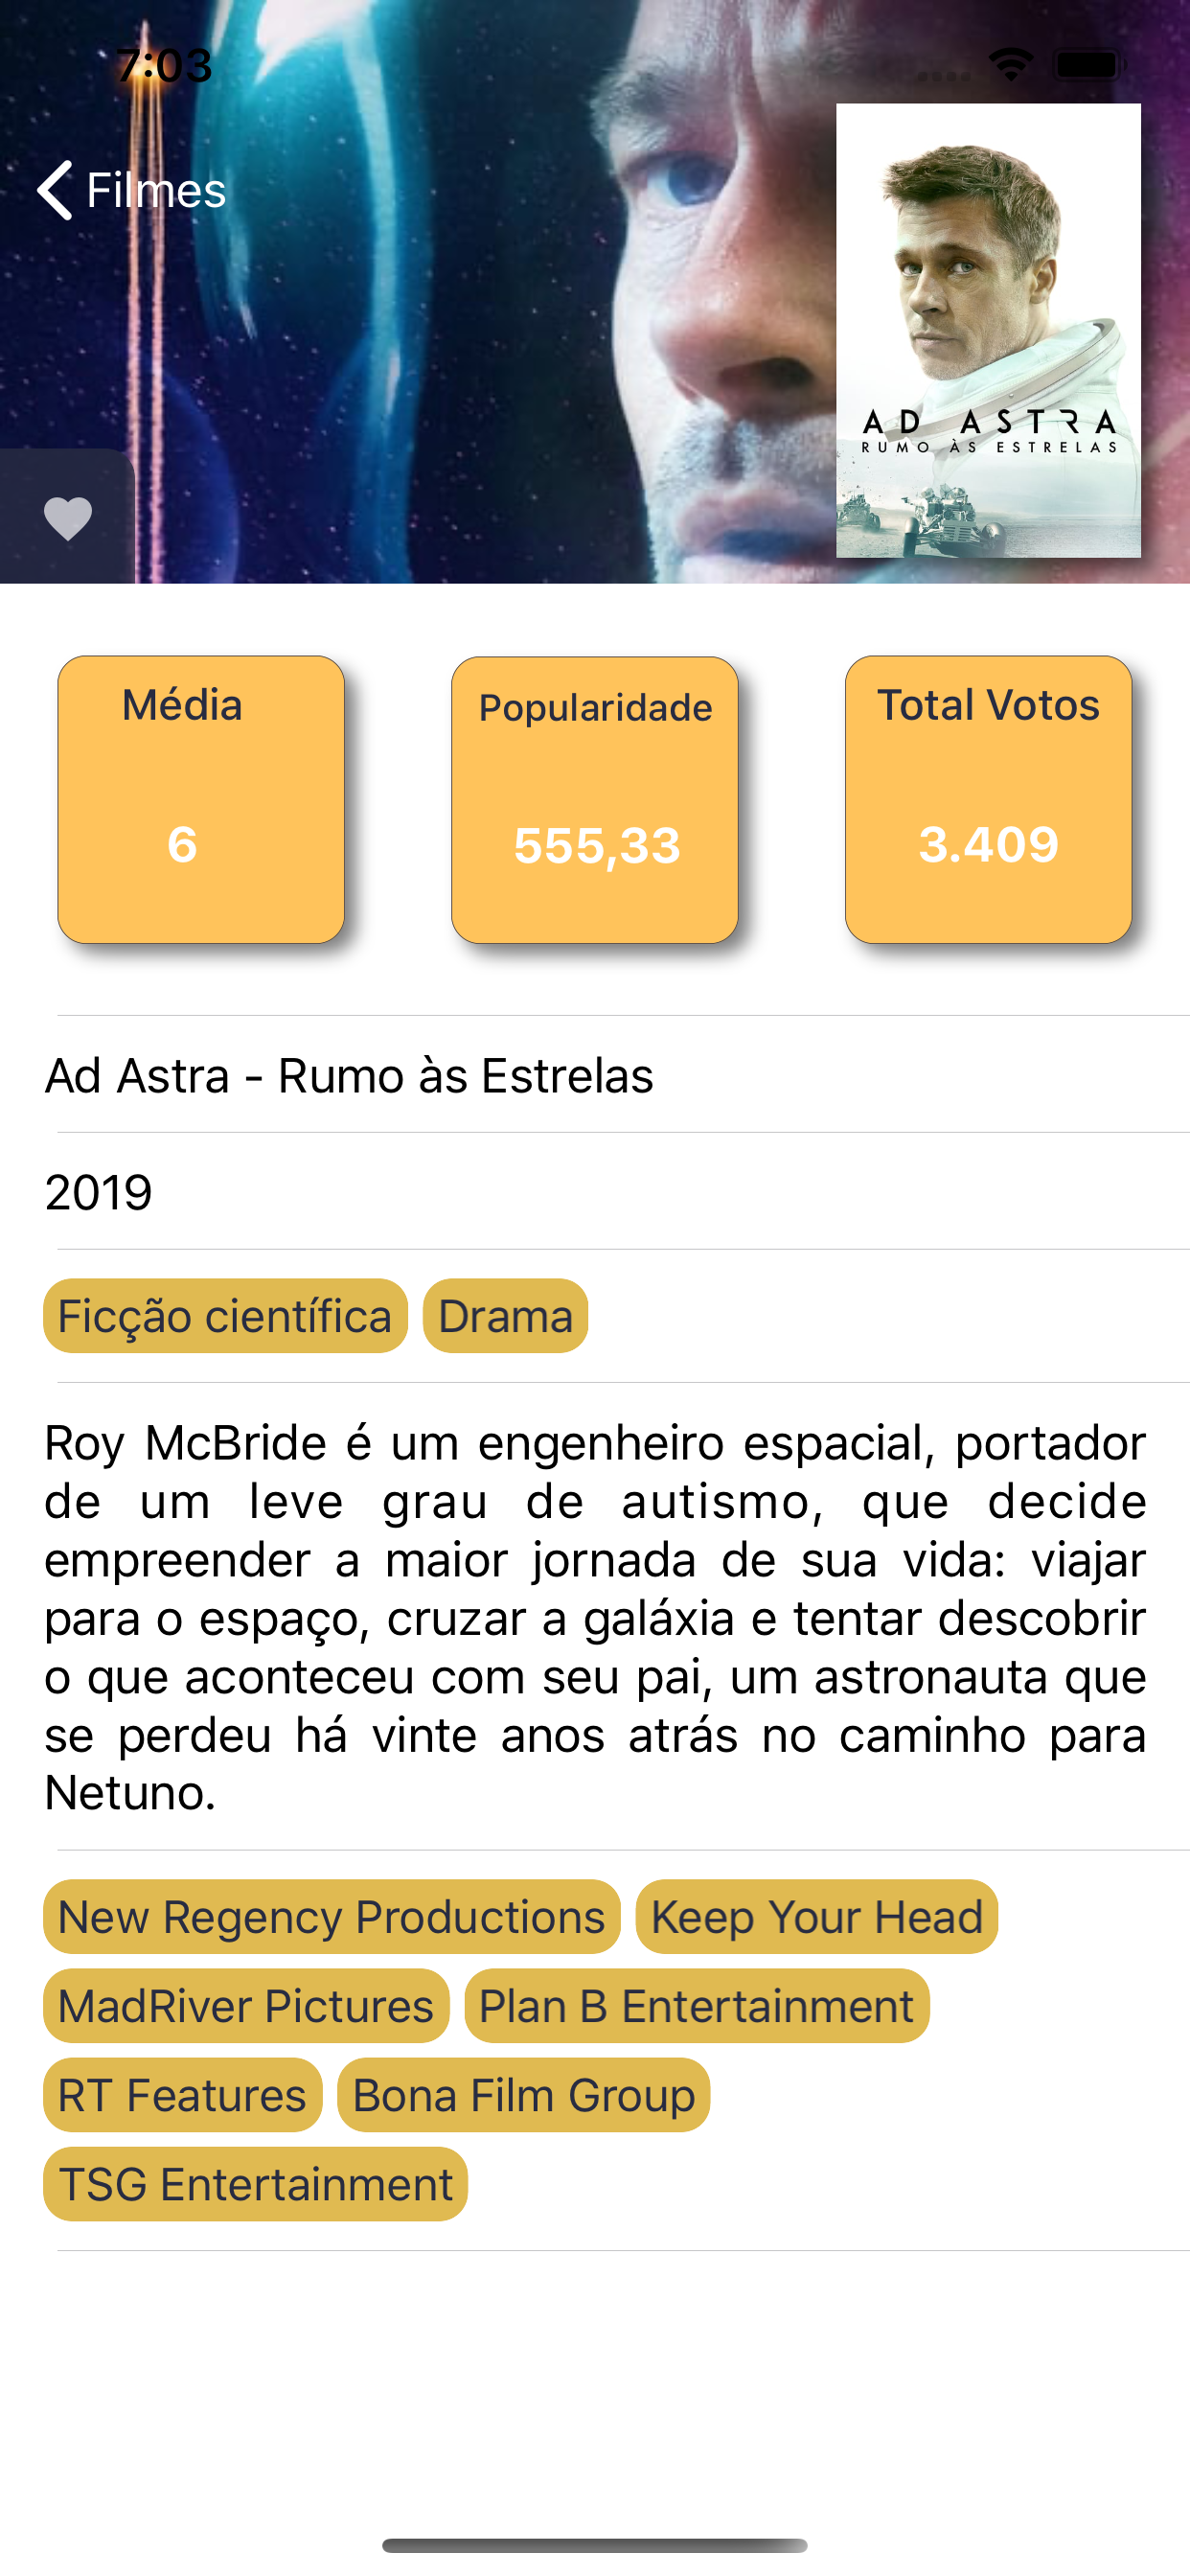 7:03
Filmes
AD ASTRA
RUMO ÀS ESTRELAS
Média
Popularidade
Total Votos
6
555,33
3.409
Ad Astra - Rumo às Estrelas
2019
Ficção científica
Drama
Roy McBride é um engenheiro espacial, portador
de um leve grau de autismo, que decide
empreender a maior jornada de sua vida: viajar
para o espaço, cruzar a galáxia e tentar descobrir
o que aconteceu com seu pai, um astronauta que
se perdeu há vinte anos atrás no caminho para
Netuno.
New Regency Productions
Keep Your Head
MadRiver Pictures
Plan B Entertainment
RT Features
Bona Film Group
TSG Entertainment